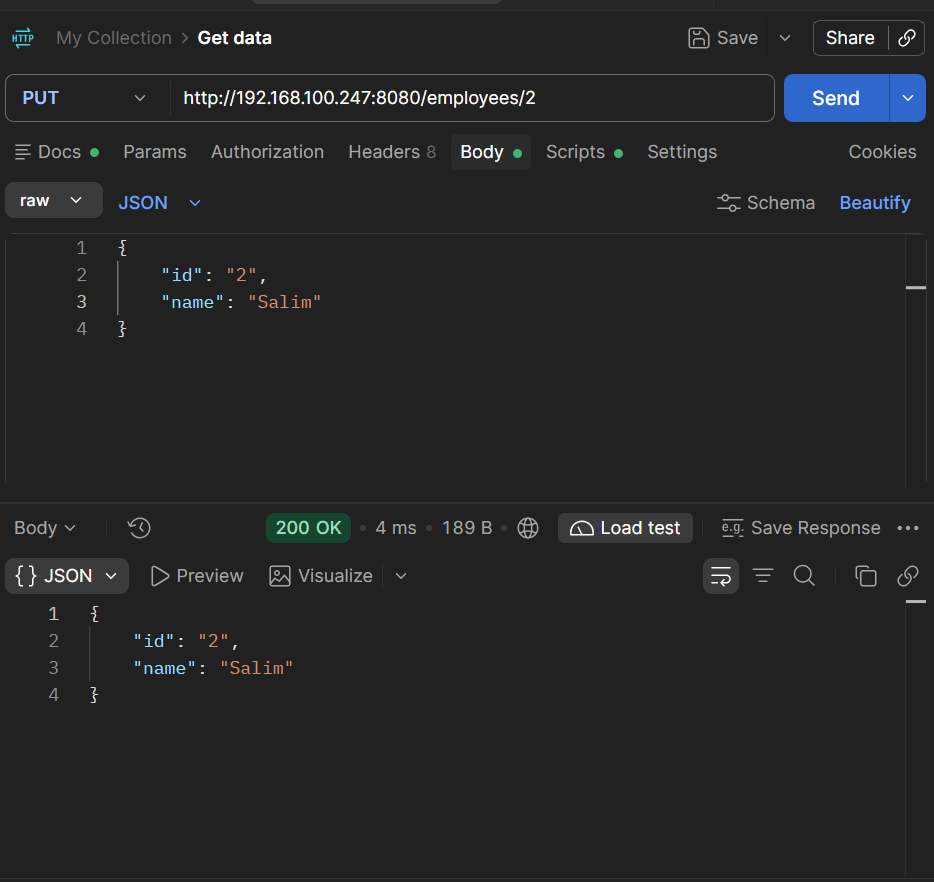 HTTP My Collection > Get data Save Share
PUT http://192.168.100.247:8080/employees/2 Send
Docs Params Authorization Headers 8 Body Scripts Settings Cookies
raw JSON Schema Beautify
1 {
2 "id": "2",
3 "name": "Salim"
4 }
Body 200 OK • 4 ms • 189 B • Load test e.g. Save Response •••
{} JSON Preview Visualize
1 {
2 "id": "2",
3 "name": "Salim"
4 }